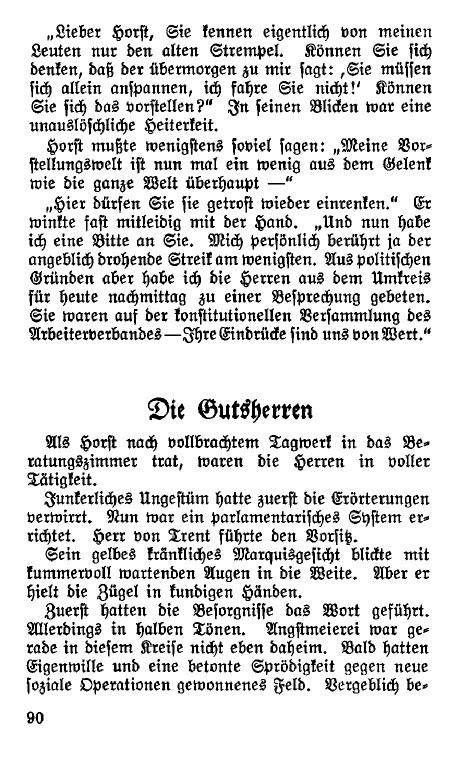 „Lieber Horst, Sie kennen eigentlich von meinen
Leuten nur den alten Strempel. Können Sie sich
denken, daß der übermorgen zu mir sagt: ‚Sie müssen
sich allein anspannen, ich fahre Sie nicht!‘ Können
Sie sich das vorstellen?“ In seinen Blicken war eine
unauslöschliche Heiterkeit.
Horst mußte wenigstens soviel sagen: „Meine Vor-
stellungswelt ist nun mal ein wenig aus dem Gelenk
wie die ganze Welt überhaupt —“
„Hier dürfen Sie sie getrost wieder einrenken.“ Er
winkte fast mitleidig mit der Hand. „Und nun habe
ich eine Bitte an Sie. Mich persönlich berührt ja der
angeblich drohende Streik am wenigsten. Aus politischen
Gründen aber habe ich die Herren aus dem Umkreis
für heute nachmittag zu einer Besprechung gebeten.
Sie waren auf der konstitutionellen Versammlung des
Arbeiterverbandes — Ihre Eindrücke sind uns von Wert.“
Die Gutsherren
Als Horst nach vollbrachtem Tagwerk in das Be-
ratungszimmer trat, waren die Herren in voller
Tätigkeit.
Junkerliches Ungestüm hatte zuerst die Erörterungen
verwirrt. Nun war ein parlamentarisches System er-
richtet. Herr von Trent führte den Vorsitz.
Sein gelbes kränkliches Marquisgesicht blickte mit
kummervoll wartenden Augen in die Weite. Aber er
hielt die Zügel in kundigen Händen.
Zuerst hatten die Besorgnisse das Wort geführt.
Allerdings in halben Tönen. Angstmeierei war ge-
rade in diesem Kreise nicht eben daheim. Bald hatten
Eigenwille und eine betonte Sprödigkeit gegen neue
soziale Operationen gewonnenes Feld. Vergeblich be-
90